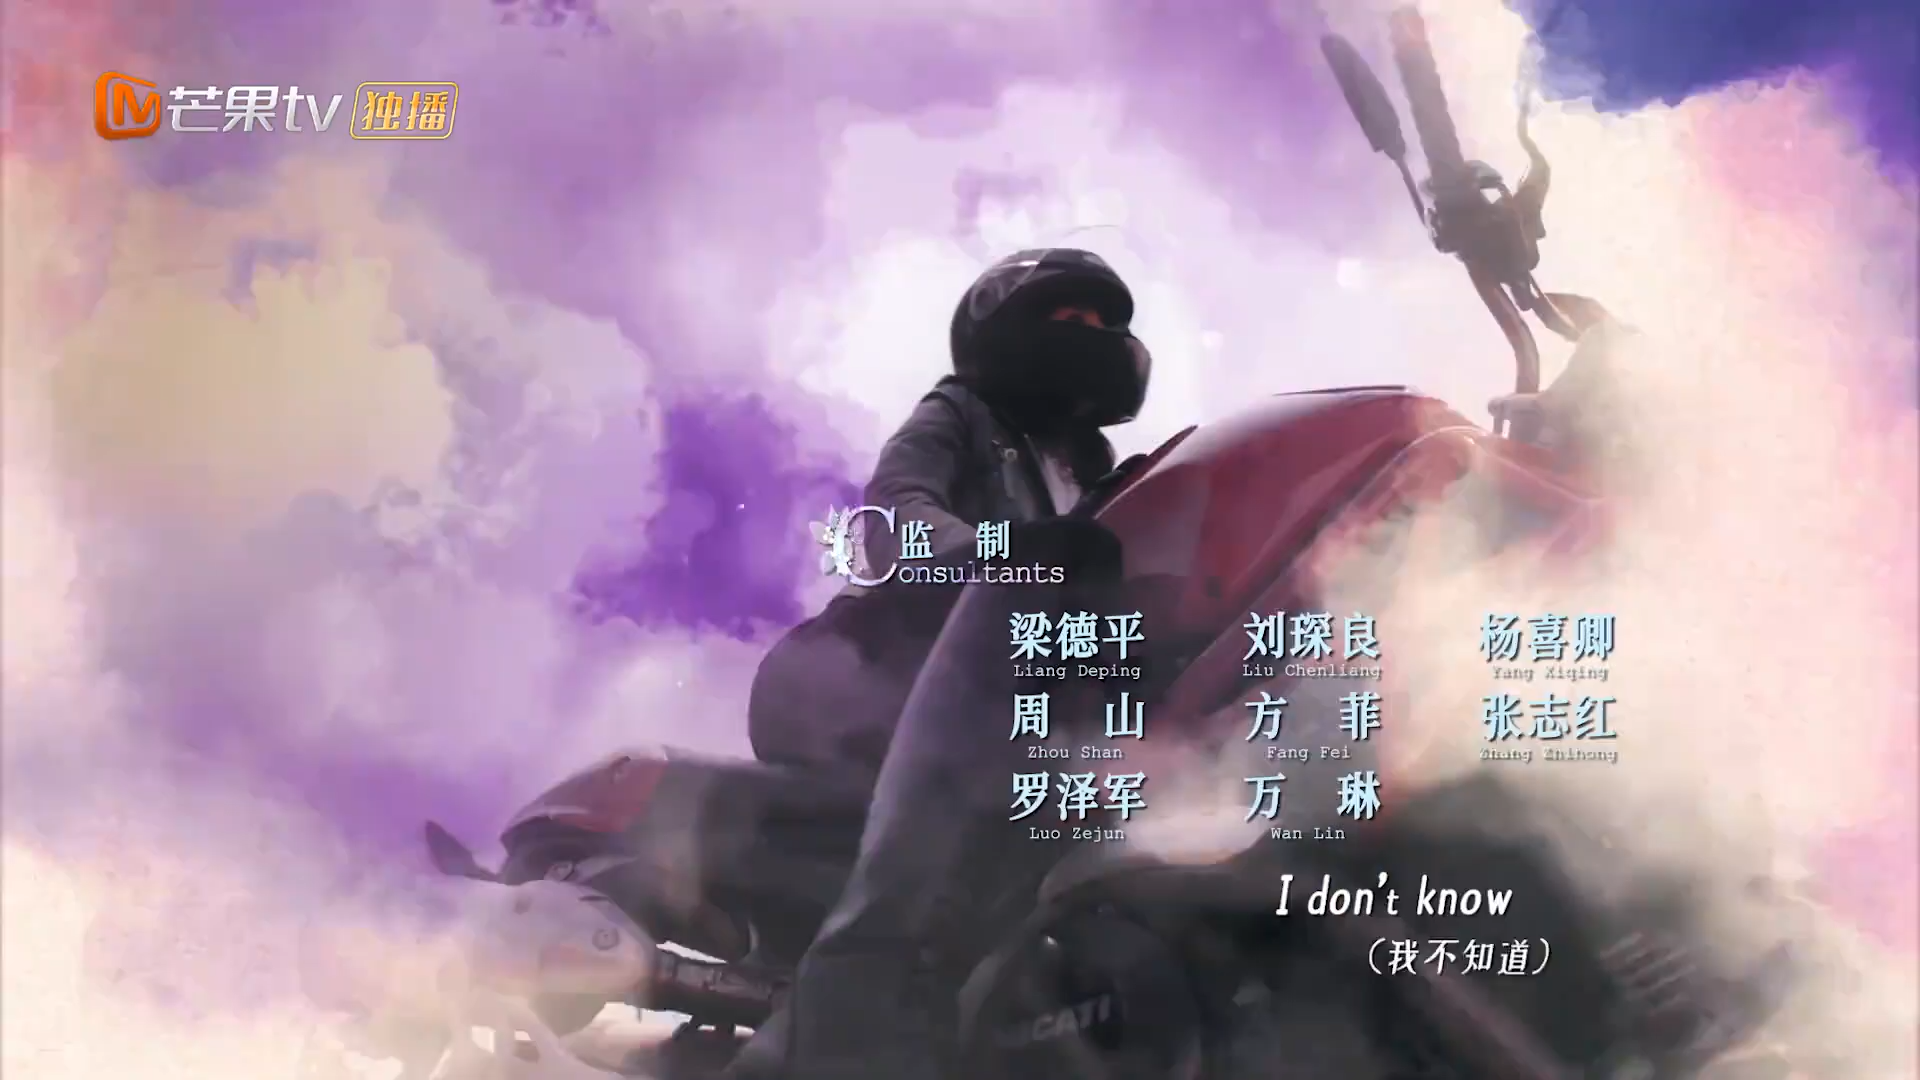 芒果tv 独播
监 制
Consultants
梁德平 刘琛良 杨喜卿
Liang Deping Liu Chenliang Yang Xiqing
周 山 方 菲 张志红
Zhou Shan Fang Fei Zhang Zhihong
罗泽军 万 琳
Luo Zejun Wan Lin
I don't know
（我不知道）
CATI